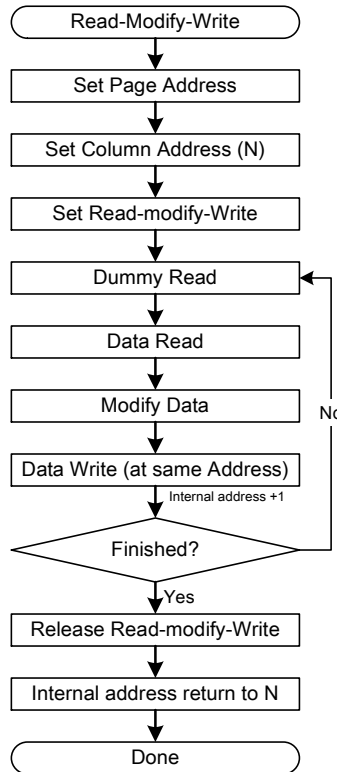 Read-Modify-Write
Set Page Address
Set Column Address (N)
Set Read-modify-Write
Dummy Read
Data Read
Modify Data
No
Data Write (at same Address)
Internal address +1
Finished?
Yes
Release Read-modify-Write
Internal address return to N
Done